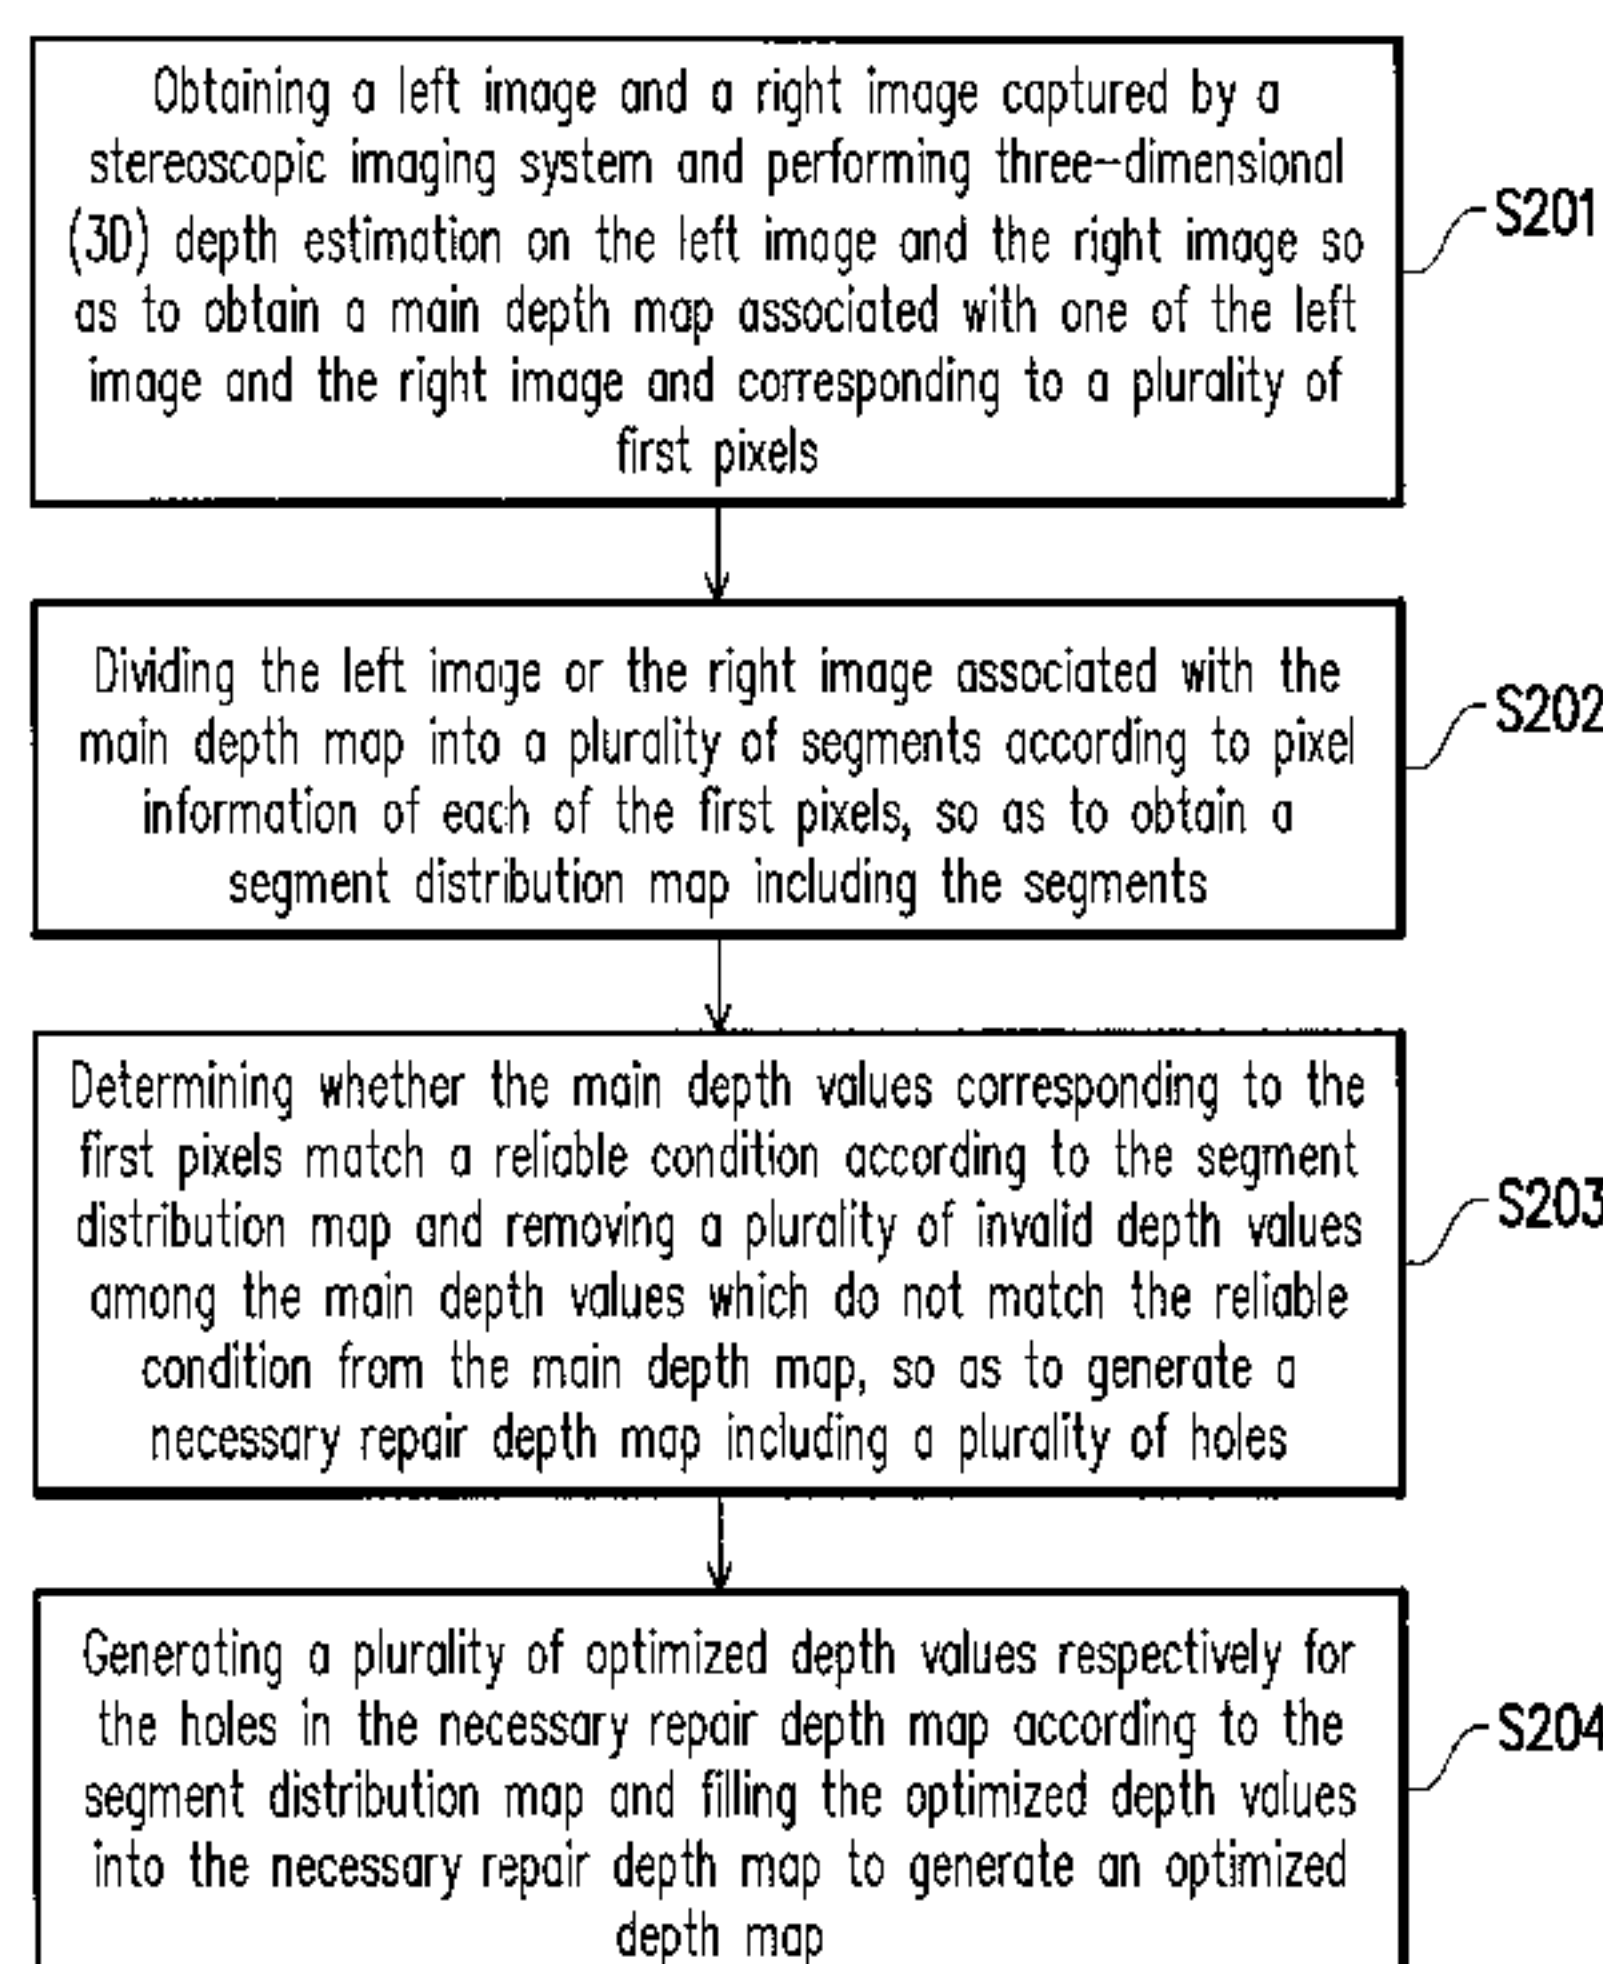 Obtaining a left image and a right image captured by a
stereoscopic imaging system and performing three-dimensional
(3D) depth estimation on the left image and the right image so
as to obtain a main depth map associated with one of the left
image and the right image and corresponding to a plurality of
first pixels
S201
Dividing the left image or the right image associated with the
main depth map into a plurality of segments according to pixel
information of each of the first pixels, so as to obtain a
segment distribution map including the segments
S202
Determining whether the main depth values corresponding to the
first pixels match a reliable condition according to the segment
distribution map and removing a plurality of invalid depth values
among the main depth values which do not match the reliable
condition from the main depth map, so as to generate a
necessary repair depth map including a plurality of holes
S203
Generating a plurality of optimized depth values respectively for
the holes in the necessary repair depth map according to the
segment distribution map and filling the optimized depth values
into the necessary repair depth map to generate an optimized
depth map
S204